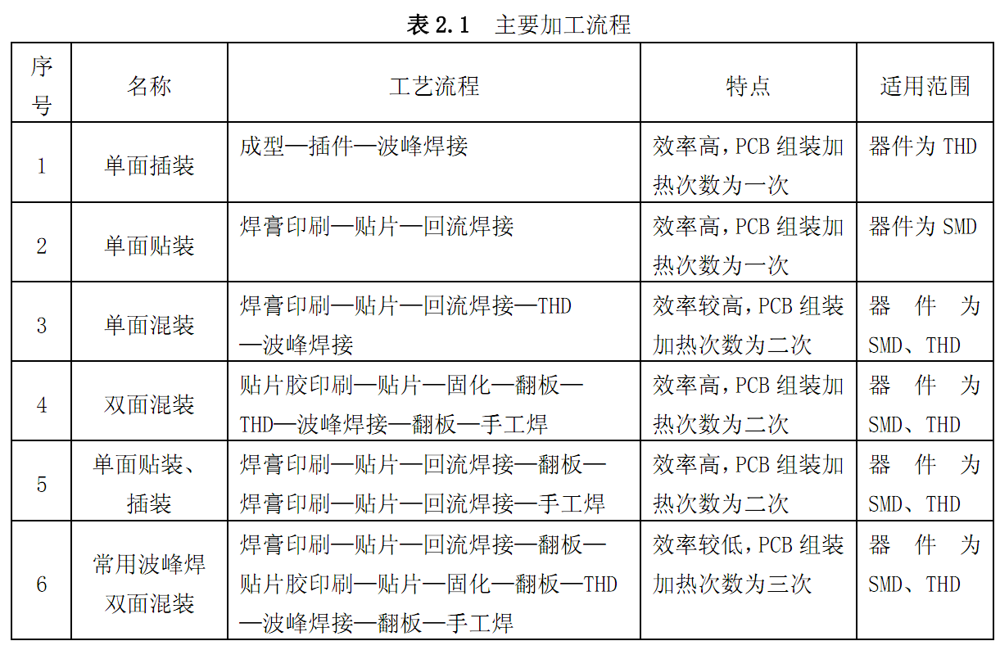 表 2.1 主要加工流程
序号 名称 工艺流程 特点 适用范围
1 单面插装 成型—插件—波峰焊接 效率高，PCB 组装加 器件为 THD
热次数为一次
2 单面贴装 焊膏印刷—贴片—回流焊接 效率高，PCB 组装加 器件为 SMD
热次数为一次
3 单面混装 焊膏印刷—贴片—回流焊接—THD 效率较高，PCB 组装 器件为
—波峰焊接 加热次数为二次 SMD、THD
4 双面混装 贴片胶印刷—贴片—固化—翻板— 效率高，PCB 组装加 器件为
THD—波峰焊接—翻板—手工焊 热次数为二次 SMD、THD
5 单面贴装、 焊膏印刷—贴片—回流焊接—翻板— 效率高，PCB 组装加 器件为
插装 焊膏印刷—贴片—回流焊接—手工焊 热次数为二次 SMD、THD
6 常用波峰焊 焊膏印刷—贴片—回流焊接—翻板— 效率较低，PCB 组装 器件为
双面混装 贴片胶印刷—贴片—固化—翻板—THD 加热次数为三次 SMD、THD
—波峰焊接—翻板—手工焊